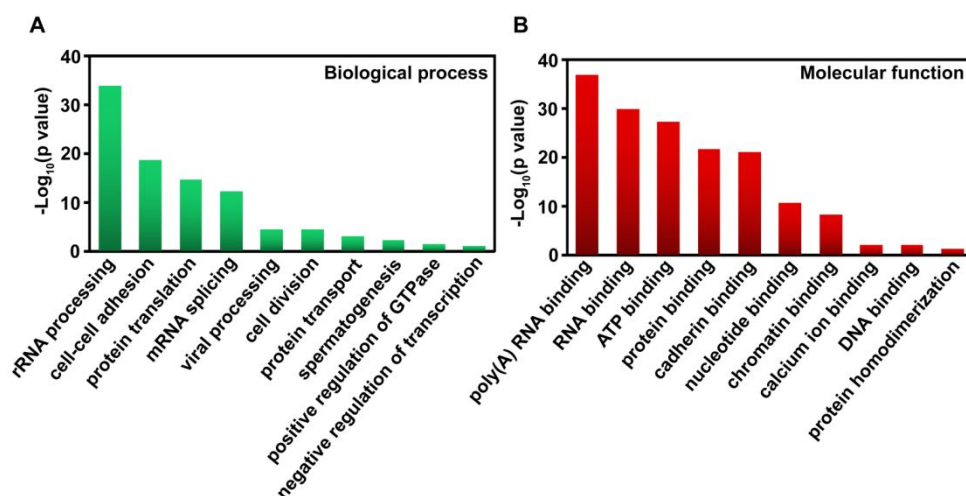 A
Biological process
-Log10(p value)
40
30
20
10
0
rRNA processing
cell-cell adhesion
protein translation
mRNA splicing
viral processing
cell division
protein transport
spermatogenesis
positive regulation of GTPase
negative regulation of transcription
B
Molecular function
-Log10(p value)
40
30
20
10
0
poly(A) RNA binding
RNA binding
ATP binding
protein binding
cadherin binding
nucleotide binding
chromatin binding
calcium ion binding
DNA binding
protein homodimerization